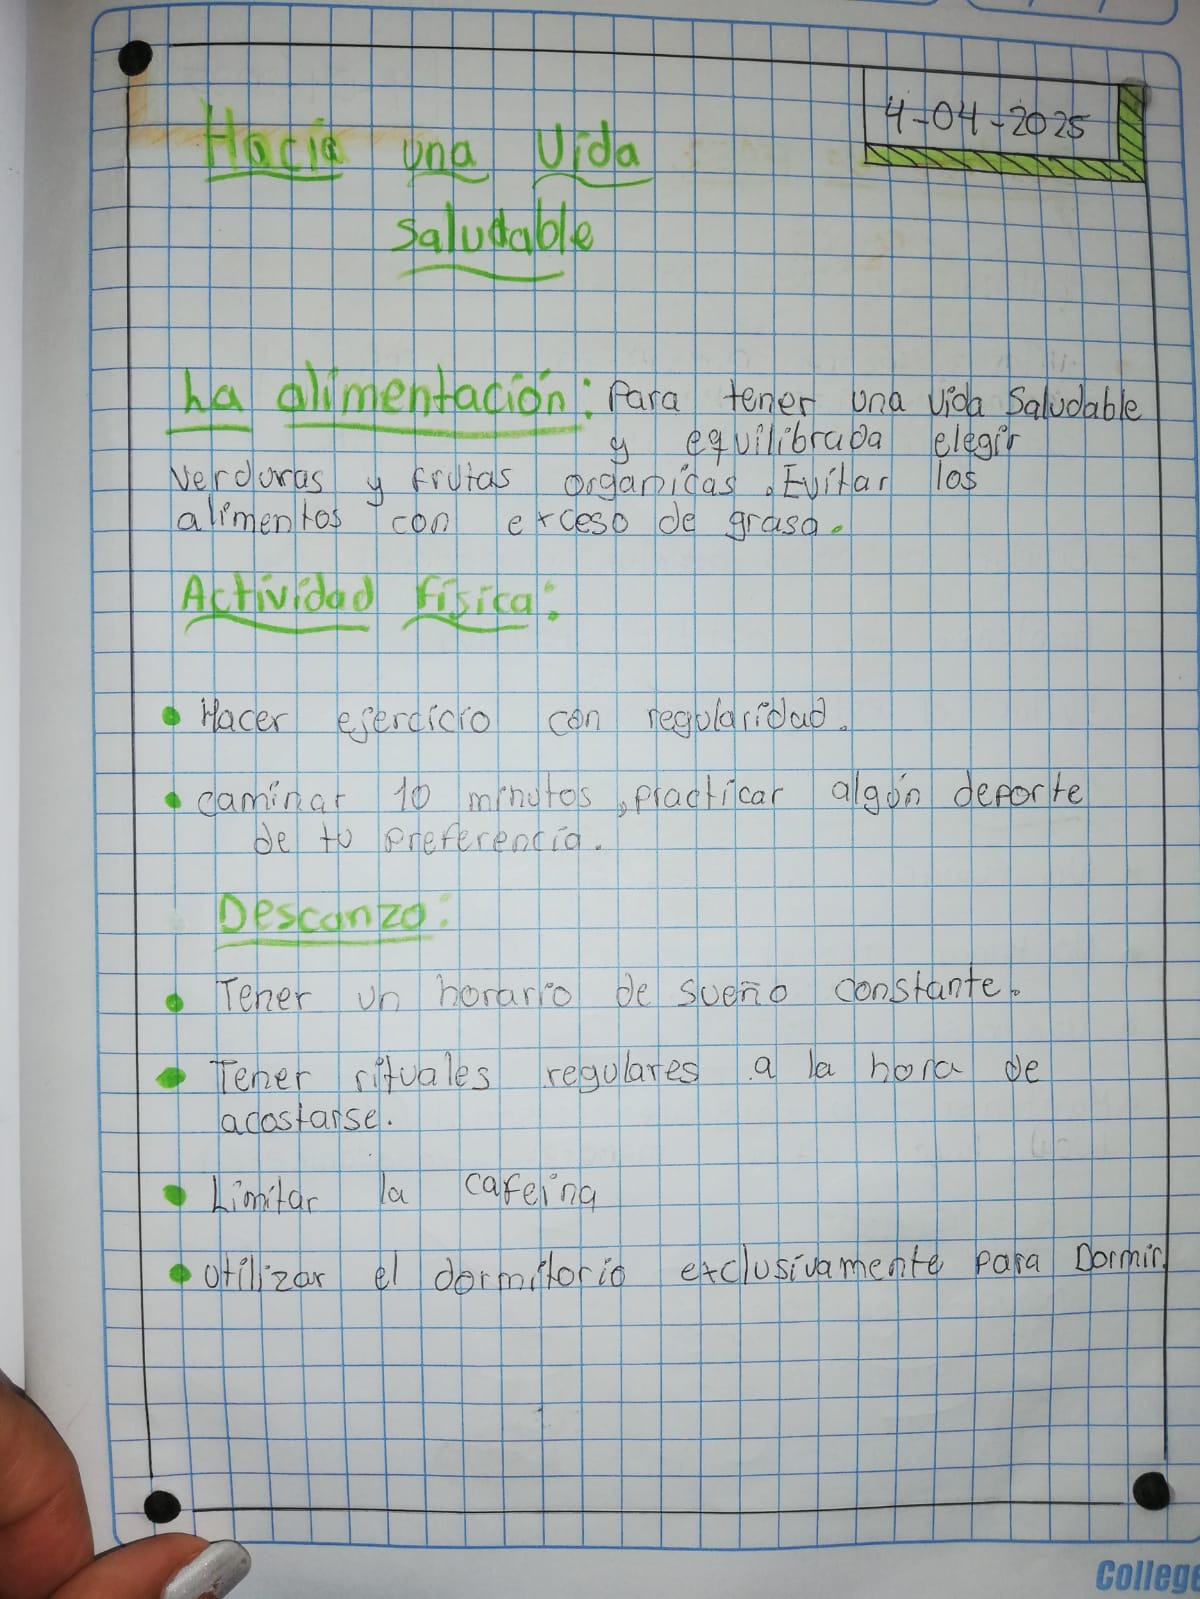 4-04-2025
Hacia una Vida
saludable
La alimentación: Para tener una vida Saludable
y equilibrada elegir
verduras y frutas organicas. Evitar los
alimentos con exceso de grasa.
Actividad Física:
• Hacer ejercicio con regularidad.
• caminar 10 minutos, practicar algún deporte
de tu preferencia.
Descanzo:
• Tener un horario de sueño constante.
• Tener rituales regulares a la hora de
acostarse.
• Limitar la cafeina
• Utilizar el dormitorio exclusivamente para Dormir.
College